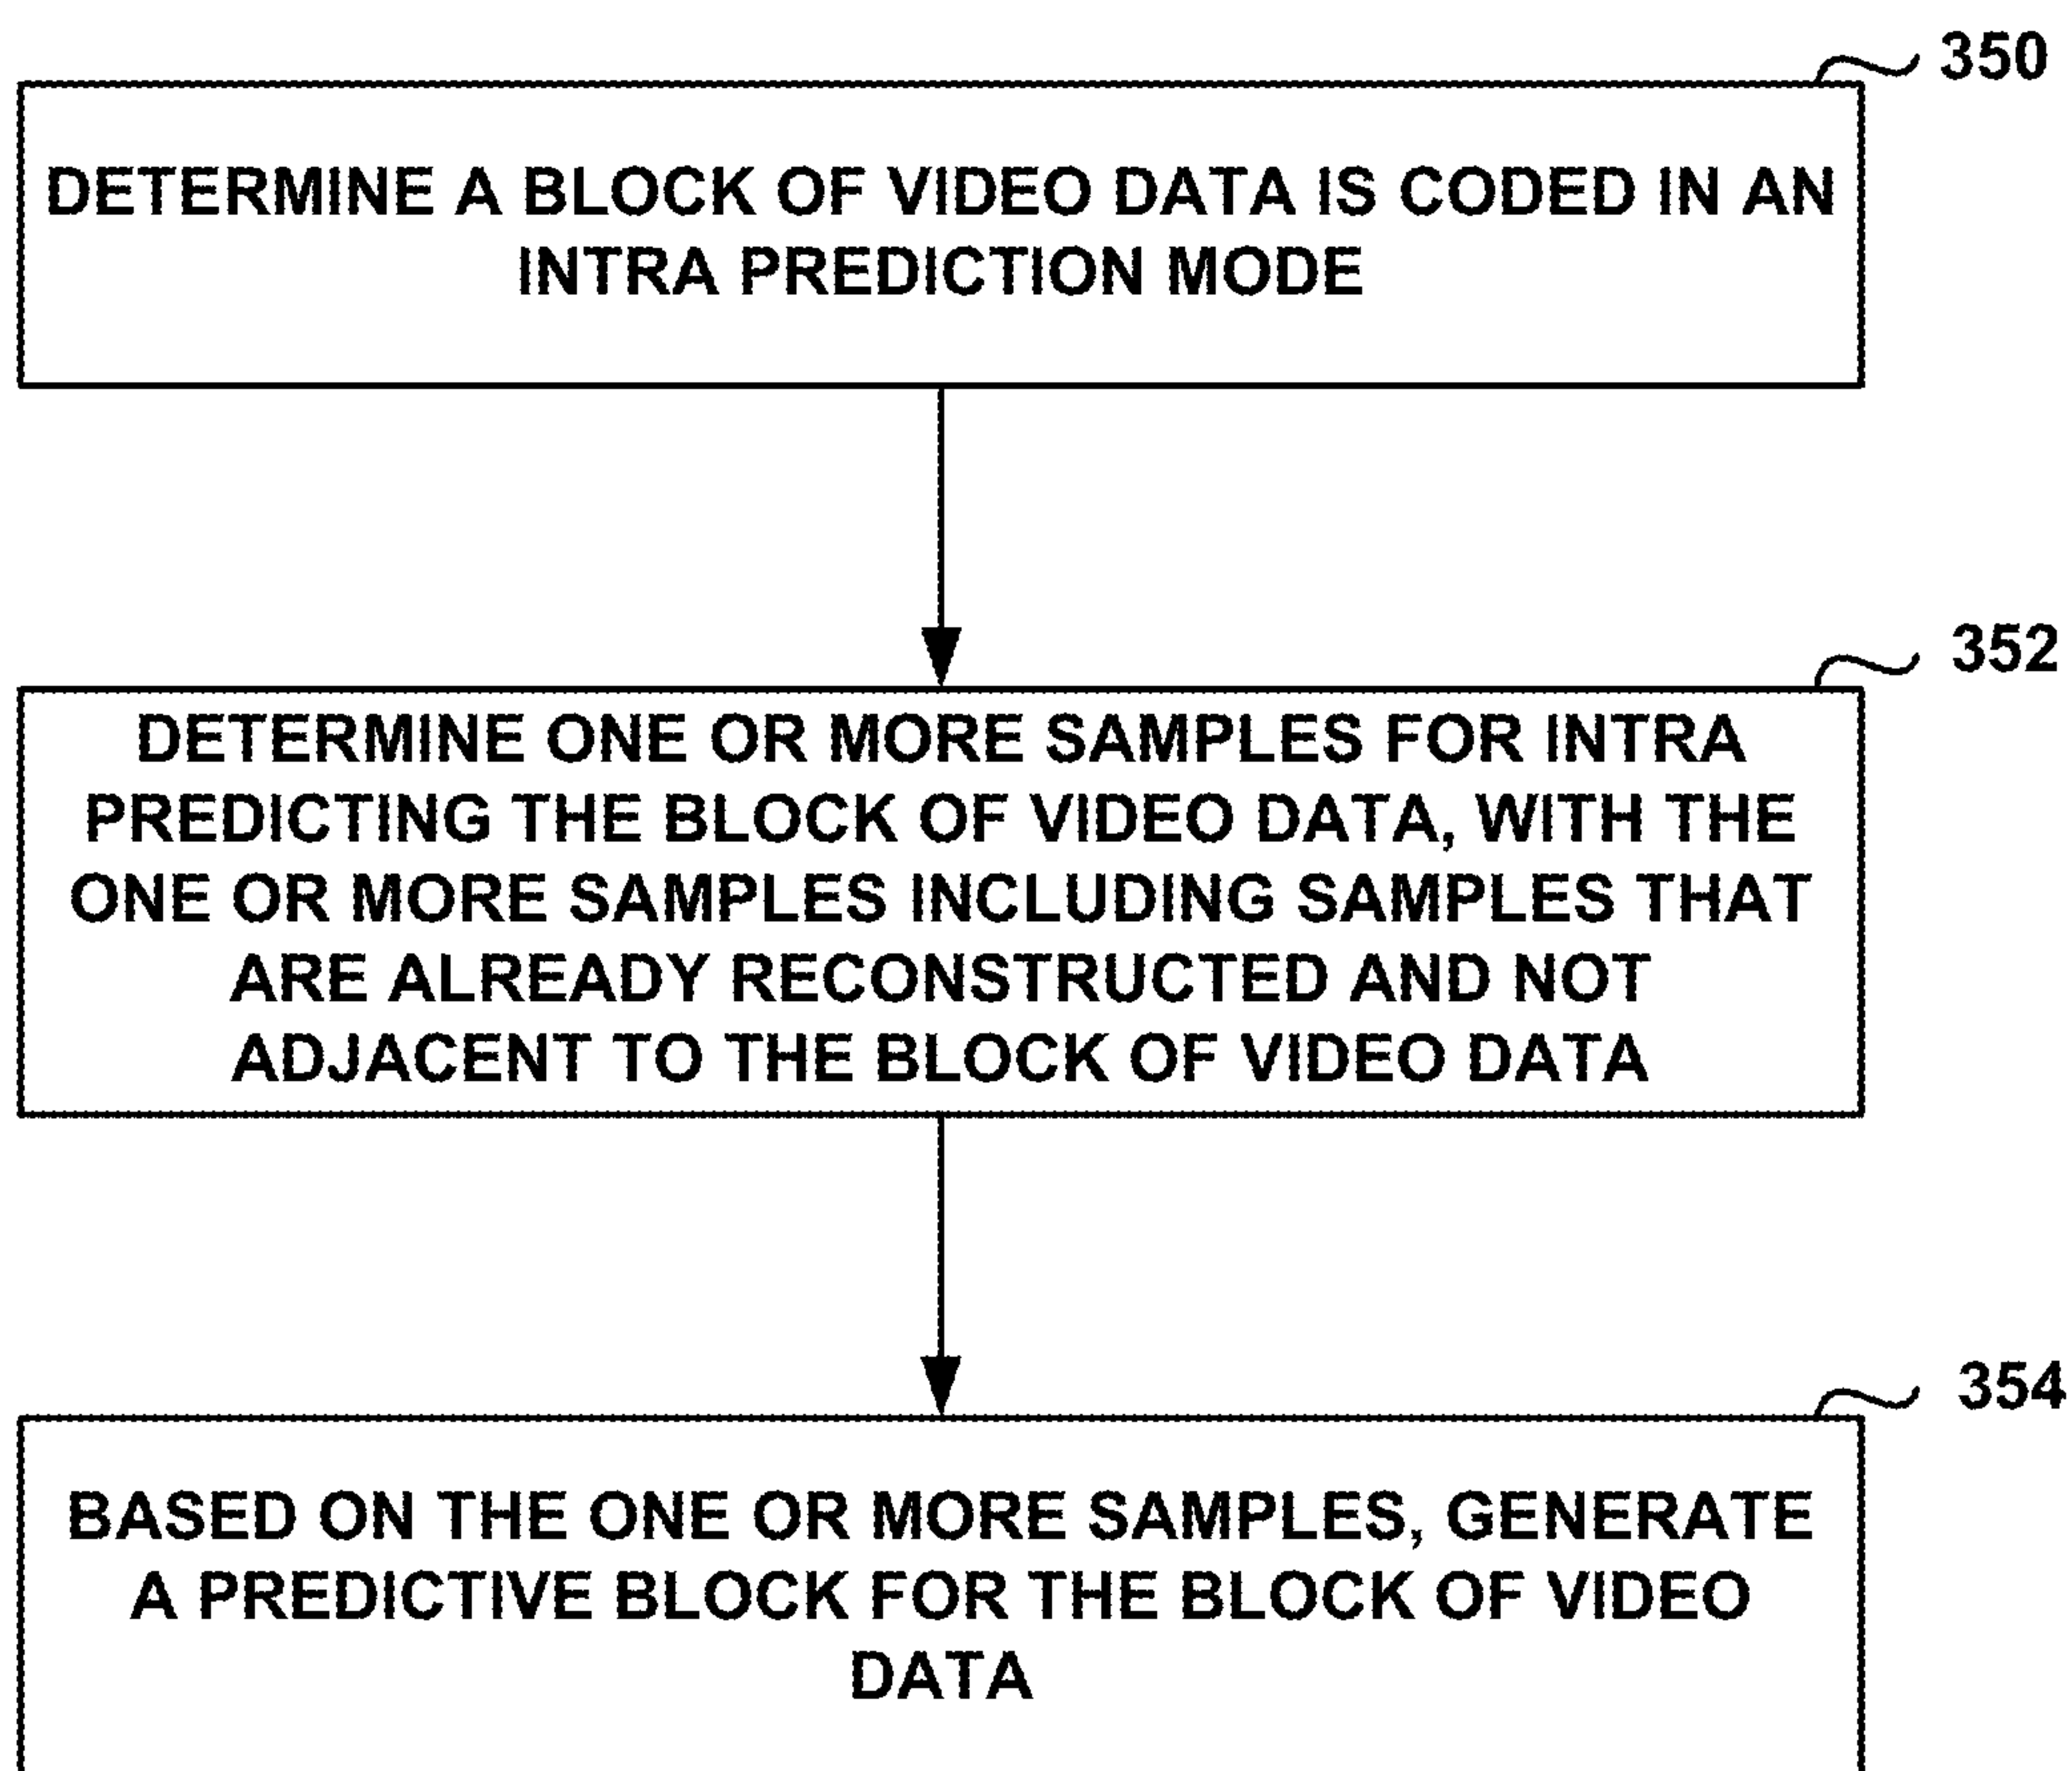 350
DETERMINE A BLOCK OF VIDEO DATA IS CODED IN AN
INTRA PREDICTION MODE
352
DETERMINE ONE OR MORE SAMPLES FOR INTRA
PREDICTING THE BLOCK OF VIDEO DATA, WITH THE
ONE OR MORE SAMPLES INCLUDING SAMPLES THAT
ARE ALREADY RECONSTRUCTED AND NOT
ADJACENT TO THE BLOCK OF VIDEO DATA
354
BASED ON THE ONE OR MORE SAMPLES, GENERATE
A PREDICTIVE BLOCK FOR THE BLOCK OF VIDEO
DATA